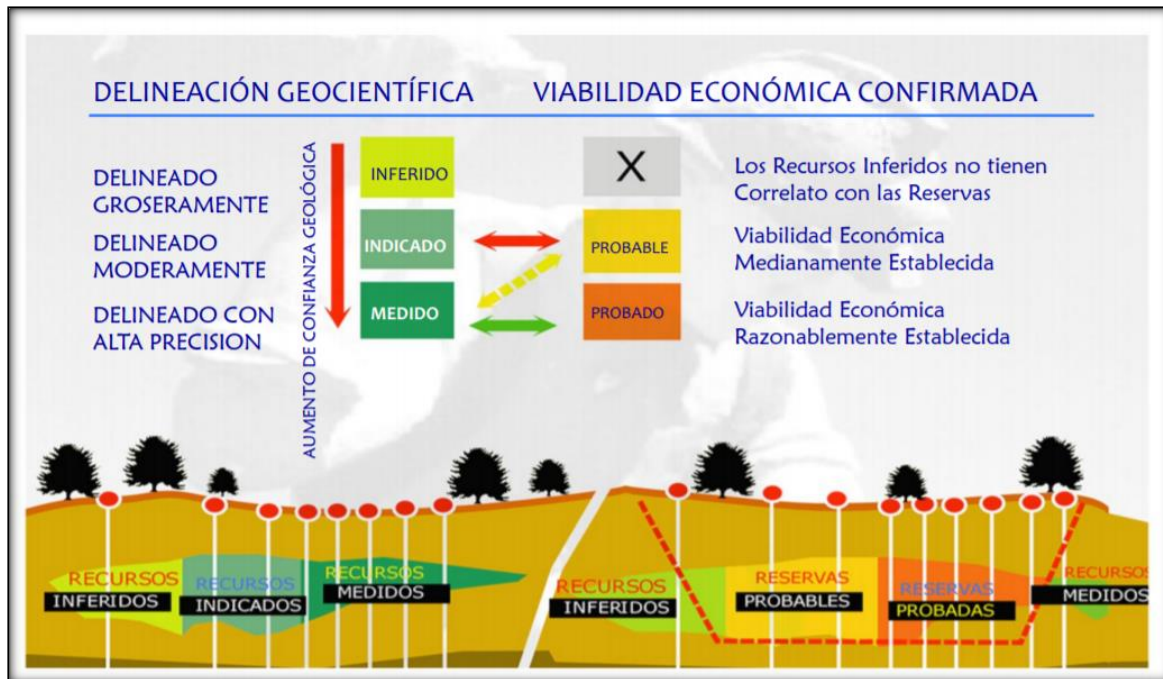 DELINEACIÓN GEOCIENTÍFICA
VIABILIDAD ECONÓMICA CONFIRMADA
AUMENTO DE CONFIANZA GEOLÓGICA
DELINEADO
GROSERAMENTE
INFERIDO
X
Los Recursos Inferidos no tienen
Correlato con las Reservas
DELINEADO
MODERAMENTE
INDICADO
PROBABLE
Viabilidad Económica
Medianamente Establecida
DELINEADO CON
ALTA PRECISION
MEDIDO
PROBADO
Viabilidad Económica
Razonablemente Establecida
RECURSOS
INFERIDOS
RECURSOS
INDICADOS
RECURSOS
MEDIDOS
RECURSOS
INFERIDOS
RESERVAS
PROBABLES
RESERVAS
PROBADAS
RECURSOS
MEDIDOS